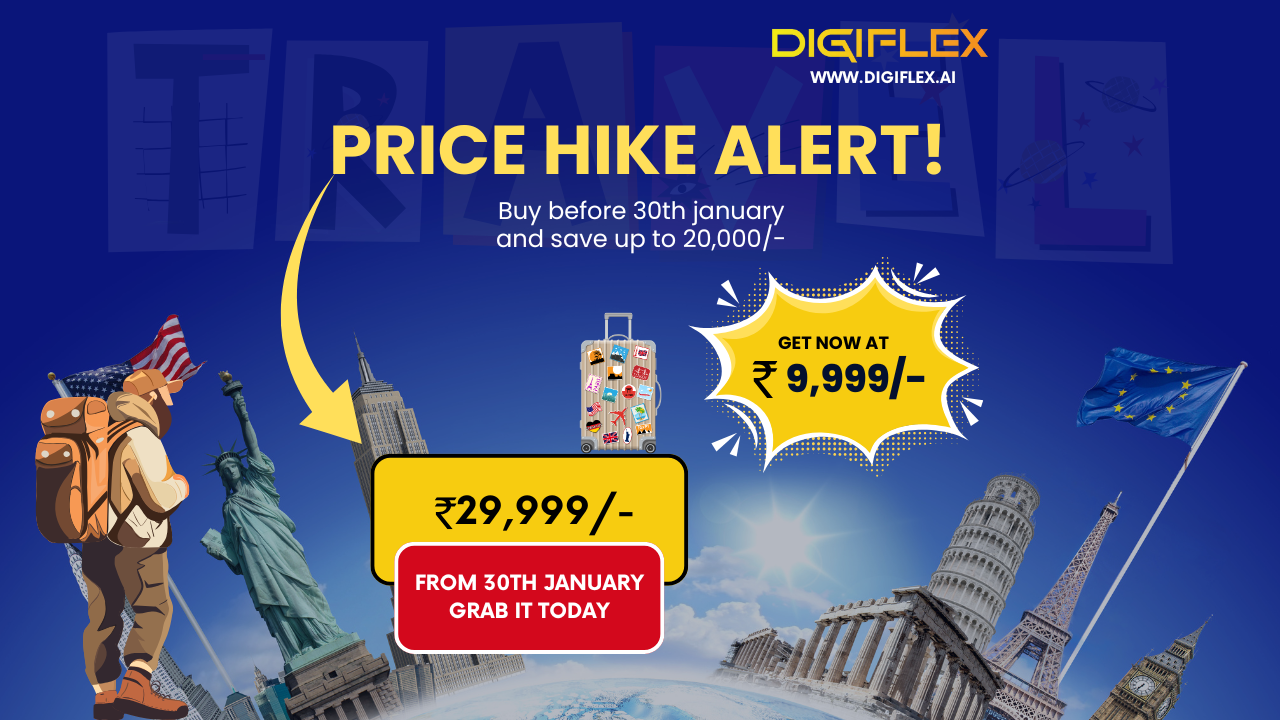 TRAVEL
DIGIFLEX
WWW.DIGIFLEX.AI
PRICE HIKE ALERT!
Buy before 30th january
and save up to 20,000/-
GET NOW AT
₹ 9,999/-
₹29,999/-
FROM 30TH JANUARY
GRAB IT TODAY